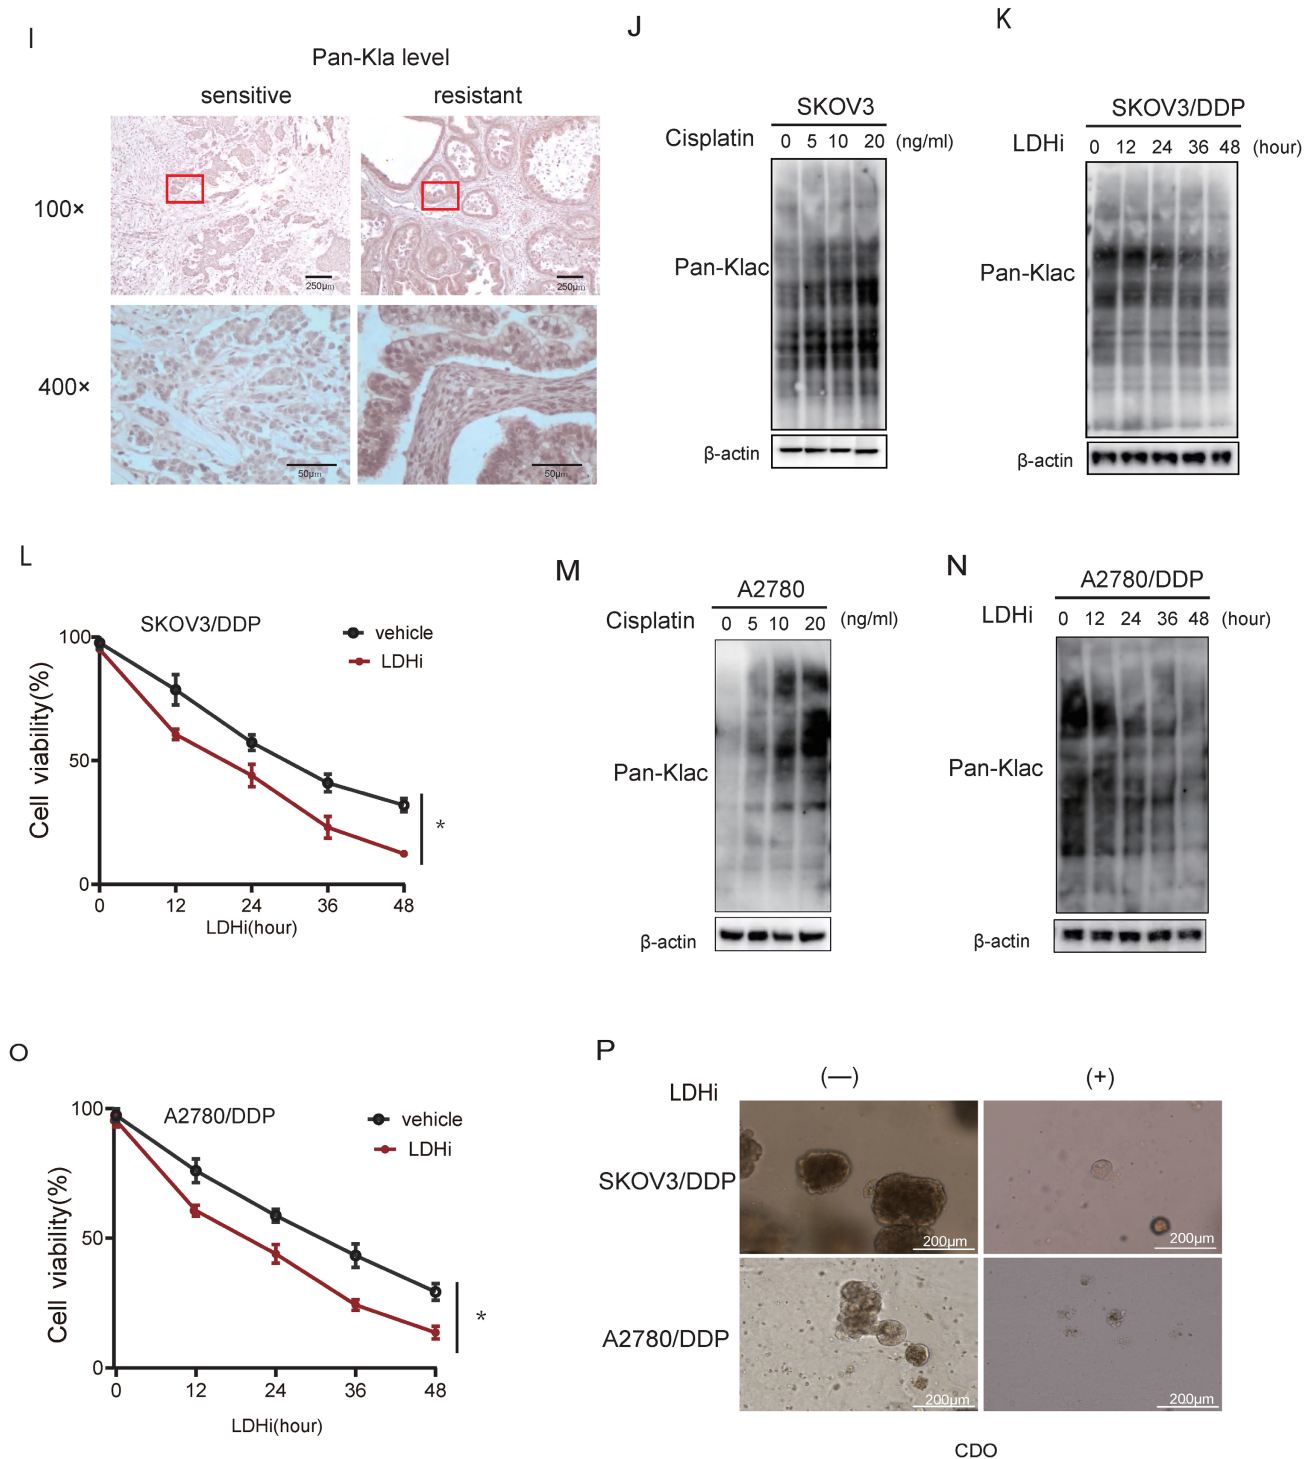 I
Pan-Kla level
sensitive resistant
100×
250μm 250μm
400×
50μm 50μm
J
SKOV3
Cisplatin 0 5 10 20 (ng/ml)
Pan-Klac
β-actin
K
SKOV3/DDP
LDHi 0 12 24 36 48 (hour)
Pan-Klac
β-actin
L
SKOV3/DDP
vehicle
LDHi
Cell viability(%)
100
50
0
0 12 24 36 48
LDHi(hour)
*
M
A2780
Cisplatin 0 5 10 20 (ng/ml)
Pan-Klac
β-actin
N
A2780/DDP
LDHi 0 12 24 36 48 (hour)
Pan-Klac
β-actin
O
A2780/DDP
vehicle
LDHi
Cell viability(%)
100
50
0
0 12 24 36 48
LDHi(hour)
*
P
LDHi (—) (+)
SKOV3/DDP
200μm 200μm
A2780/DDP
200μm 200μm
CDO